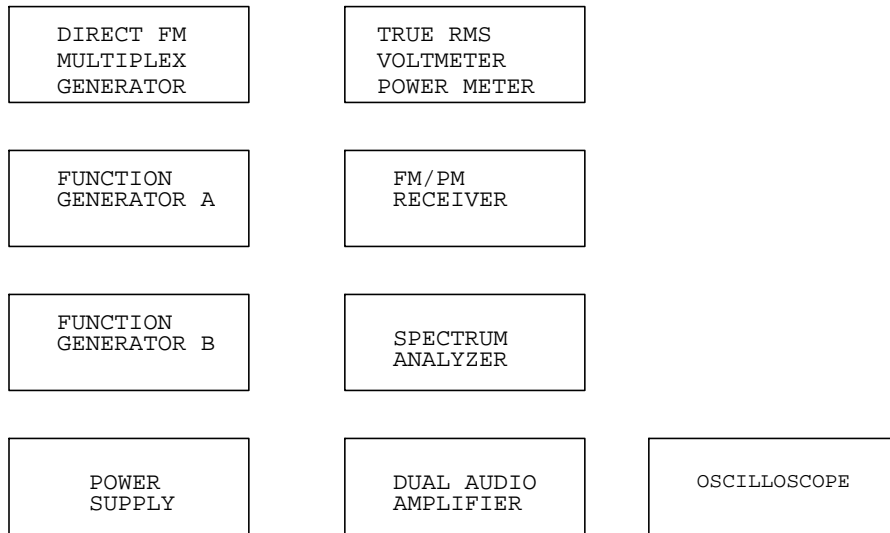 DIRECT FM
MULTIPLEX
GENERATOR
TRUE RMS
VOLTMETER
POWER METER
FUNCTION
GENERATOR A
FM/PM
RECEIVER
FUNCTION
GENERATOR B
SPECTRUM
ANALYZER
POWER
SUPPLY
DUAL AUDIO
AMPLIFIER
OSCILLOSCOPE